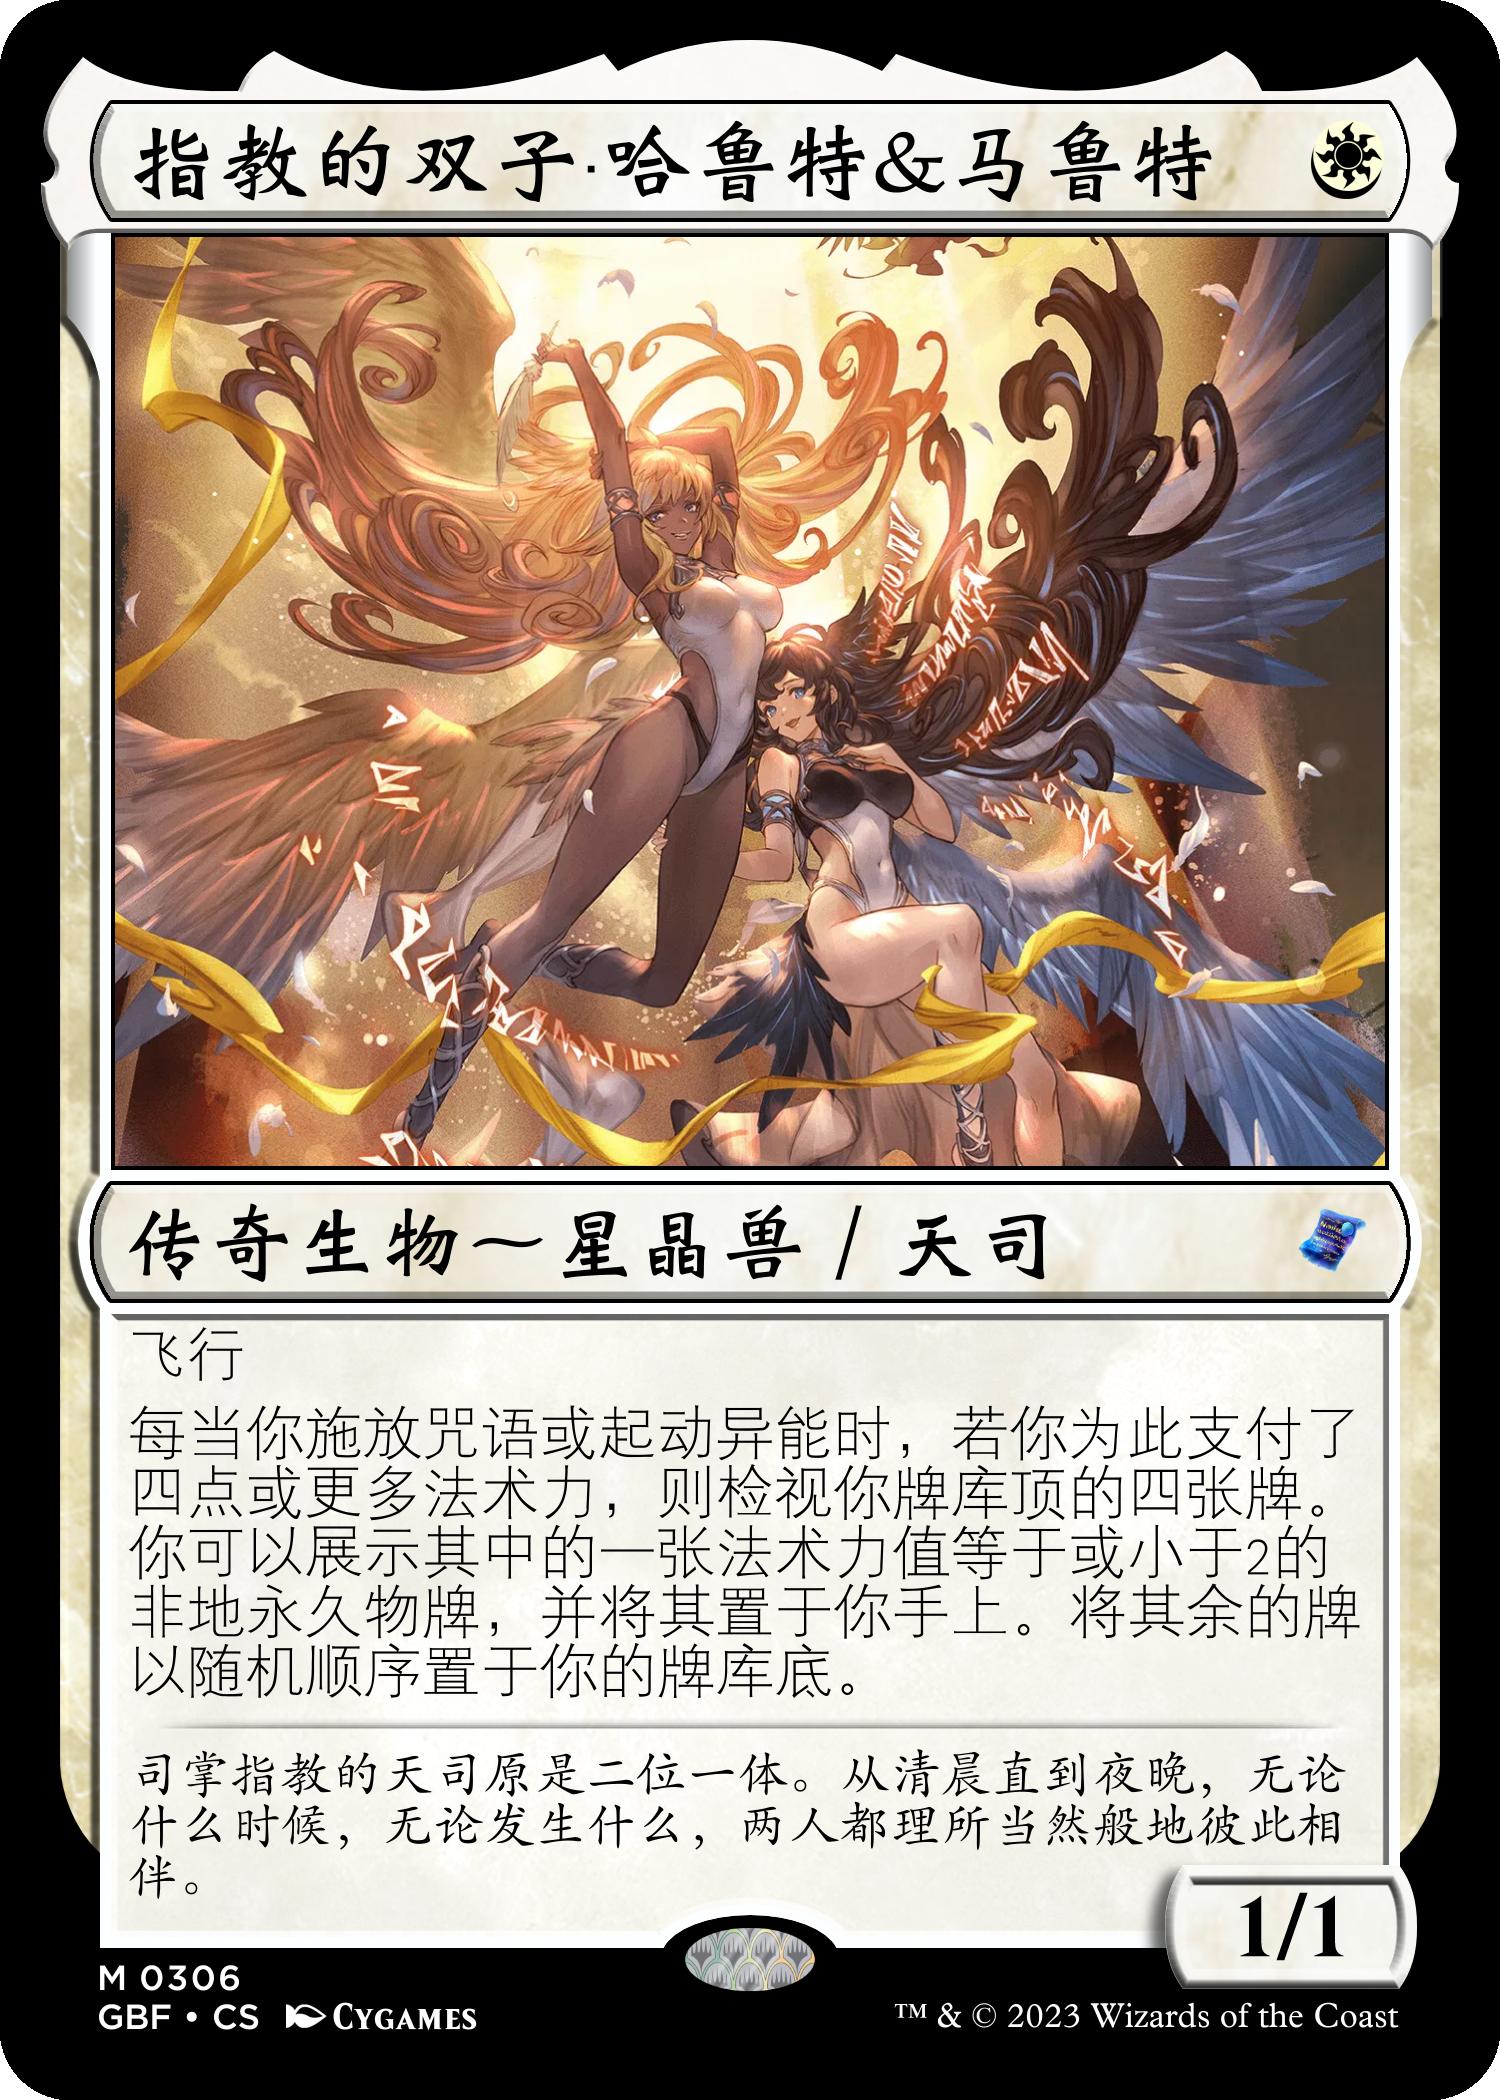 指教的双子·哈鲁特&马鲁特
传奇生物～星晶兽 / 天司
飞行
每当你施放咒语或起动异能时，若你为此支付了
四点或更多法术力，则检视你牌库顶的四张牌。
你可以展示其中的一张法术力值等于或小于2的
非地永久物牌，并将其置于你手上。将其余的牌
以随机顺序置于你的牌库底。
司掌指教的天司原是二位一体。从清晨直到夜晚，无论
什么时候，无论发生什么，两人都理所当然般地彼此相
伴。
1/1
M 0306
GBF • CS CYGAMES
™ & © 2023 Wizards of the Coast